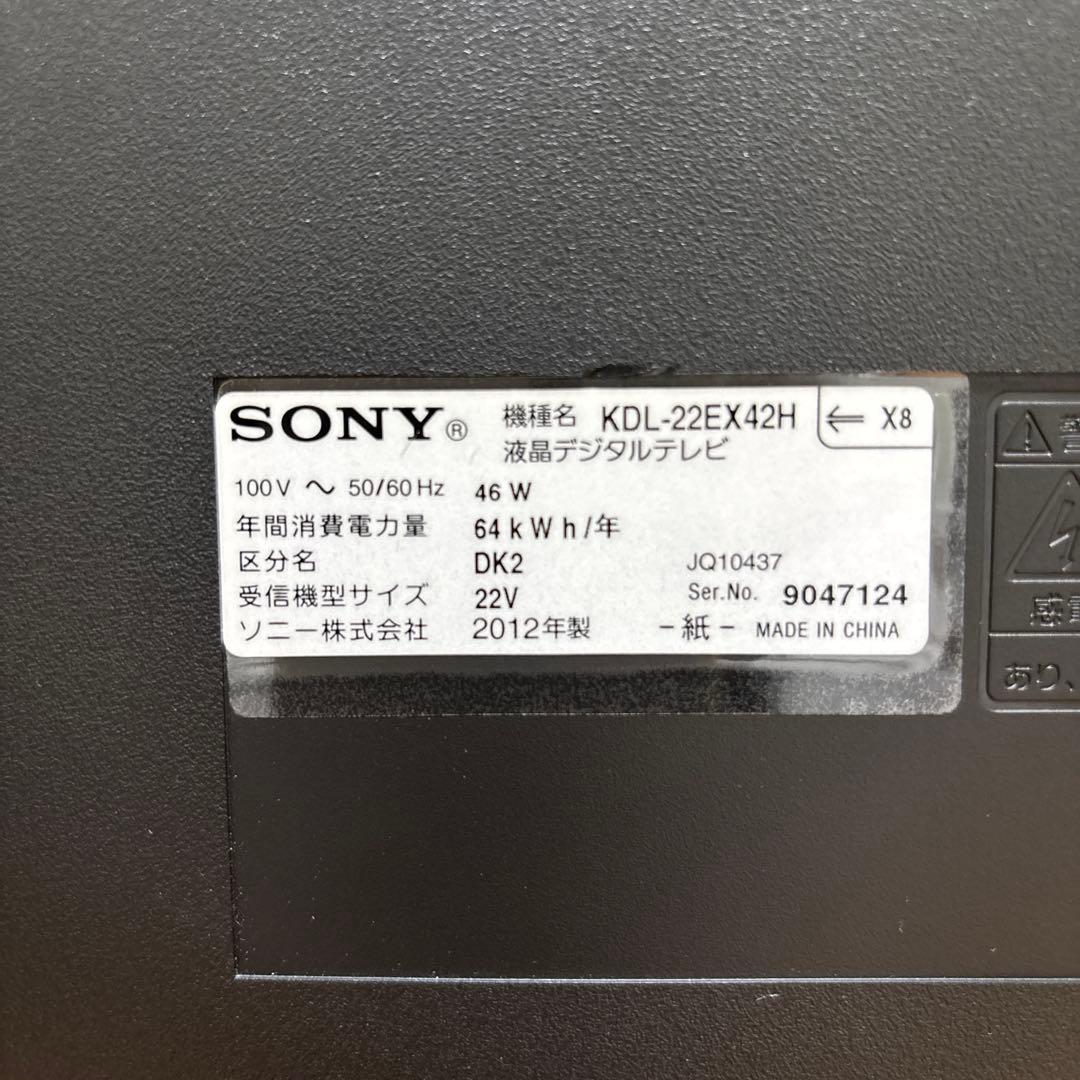 SONY® 機種名 KDL-22EX42H ⇐ X8
液晶デジタルテレビ
100V ～ 50/60Hz 46 W
年間消費電力量 64 kWh/年
区分名 DK2 JQ10437
受信機型サイズ 22V Ser.No. 9047124
ソニー株式会社 2012年製 -紙- MADE IN CHINA
あり、